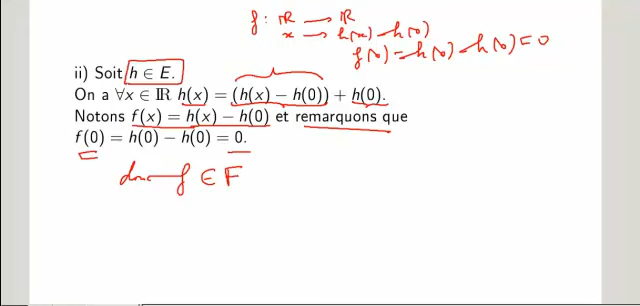 f : ℝ → ℝ
x → h(x) - h(0)
f(0) = h(0) - h(0) = 0
ii) Soit h ∈ E.
On a ∀x ∈ IR h(x) = (h(x) − h(0)) + h(0).
Notons f(x) = h(x) − h(0) et remarquons que
f(0) = h(0) − h(0) = 0.
donc f ∈ F